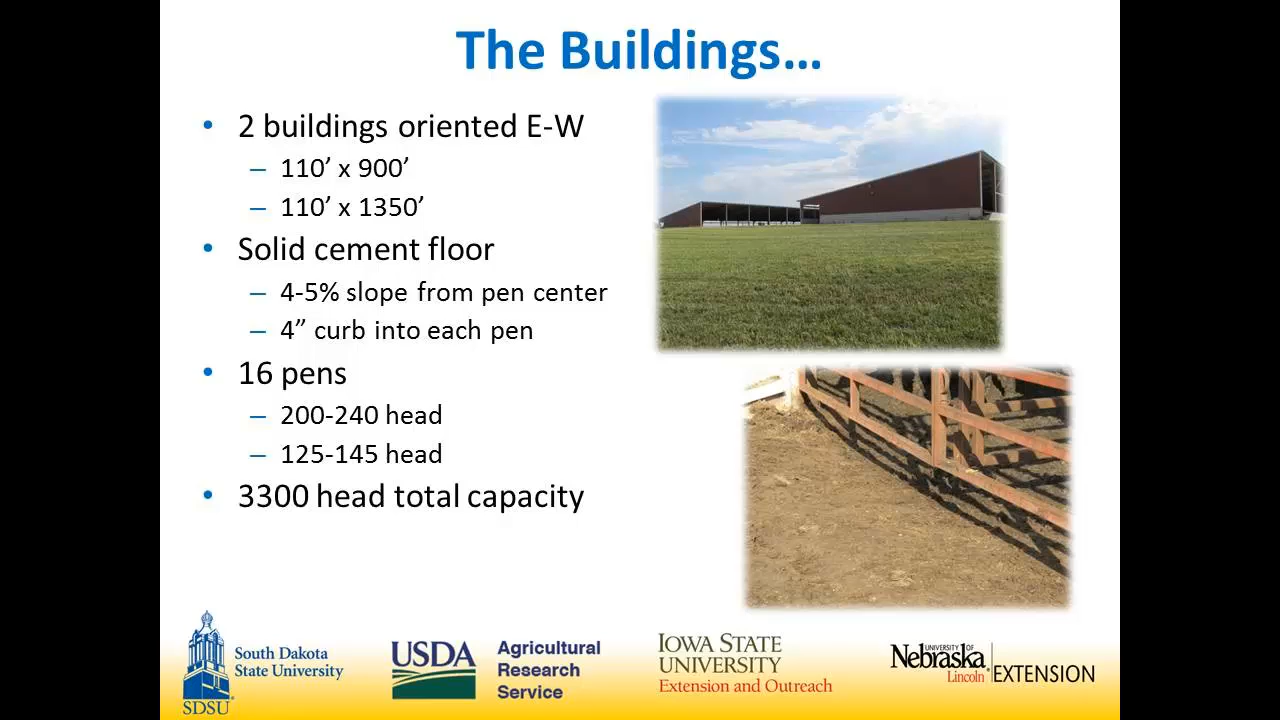 The Buildings…
• 2 buildings oriented E-W
– 110’ x 900’
– 110’ x 1350’
• Solid cement floor
– 4-5% slope from pen center
– 4” curb into each pen
• 16 pens
– 200-240 head
– 125-145 head
• 3300 head total capacity
SDSU
South Dakota
State University
USDA
Agricultural
Research
Service
IOWA STATE
UNIVERSITY
Extension and Outreach
UNIVERSITY OF
Nebraska
Lincoln
EXTENSION